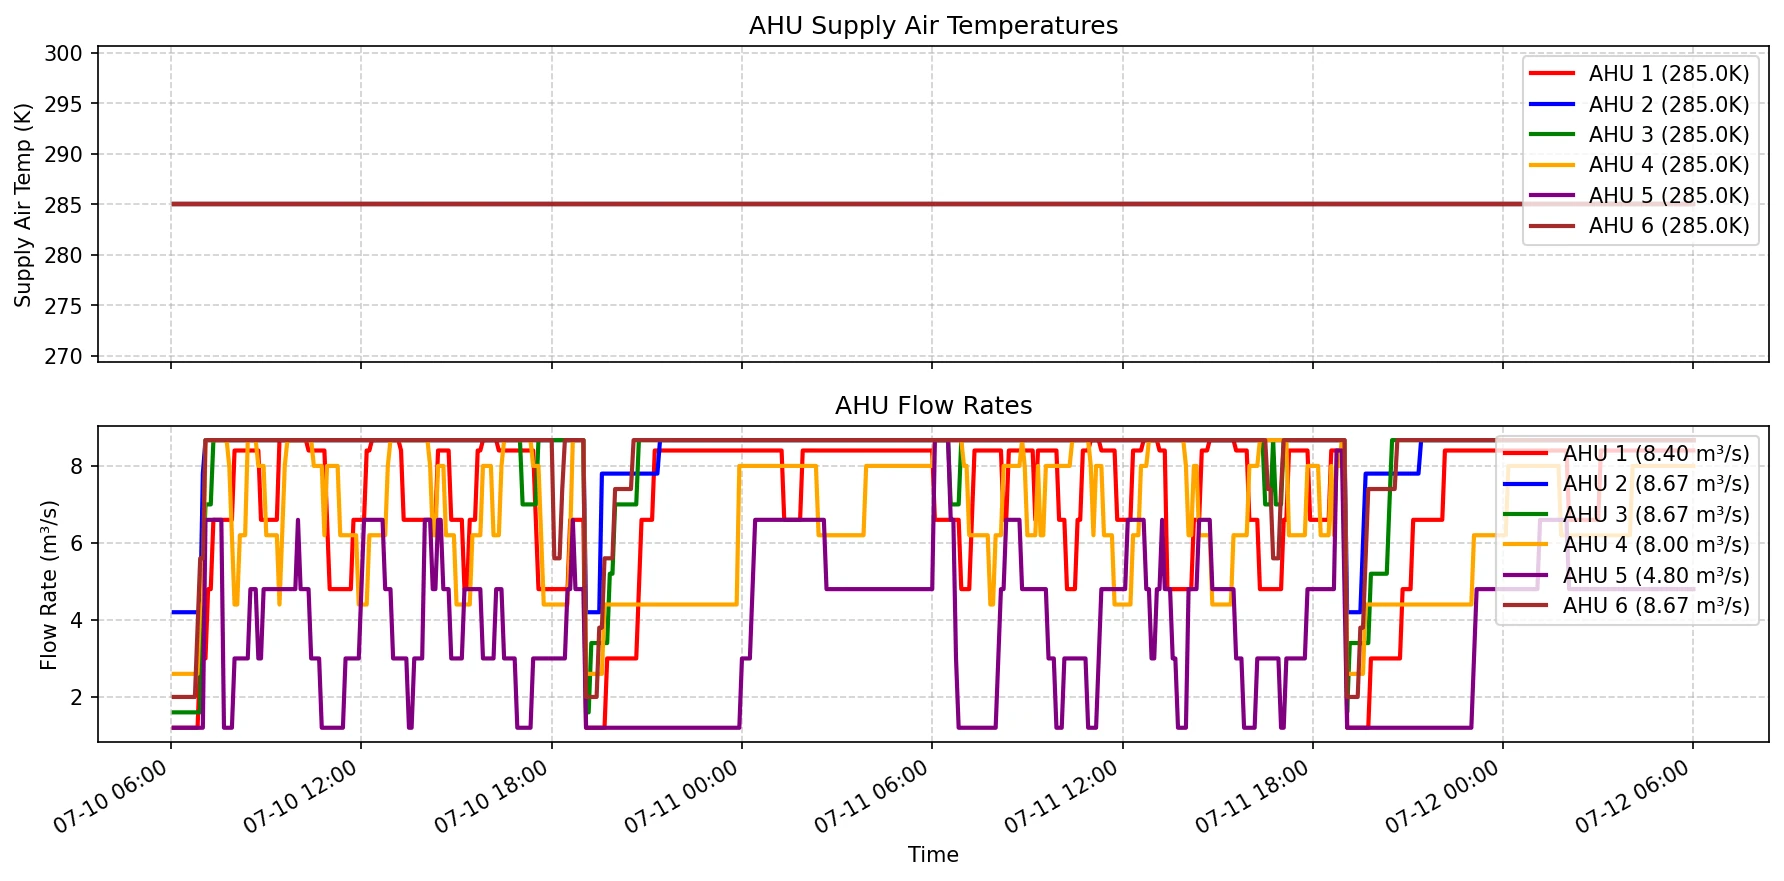 AHU Supply Air Temperatures
Supply Air Temp (K)
300
295
290
285
280
275
270
AHU 1 (285.0K)
AHU 2 (285.0K)
AHU 3 (285.0K)
AHU 4 (285.0K)
AHU 5 (285.0K)
AHU 6 (285.0K)
AHU Flow Rates
Flow Rate (m³/s)
8
6
4
2
AHU 1 (8.40 m³/s)
AHU 2 (8.67 m³/s)
AHU 3 (8.67 m³/s)
AHU 4 (8.00 m³/s)
AHU 5 (4.80 m³/s)
AHU 6 (8.67 m³/s)
07-10 06:00
07-10 12:00
07-10 18:00
07-11 00:00
07-11 06:00
07-11 12:00
07-11 18:00
07-12 00:00
07-12 06:00
Time